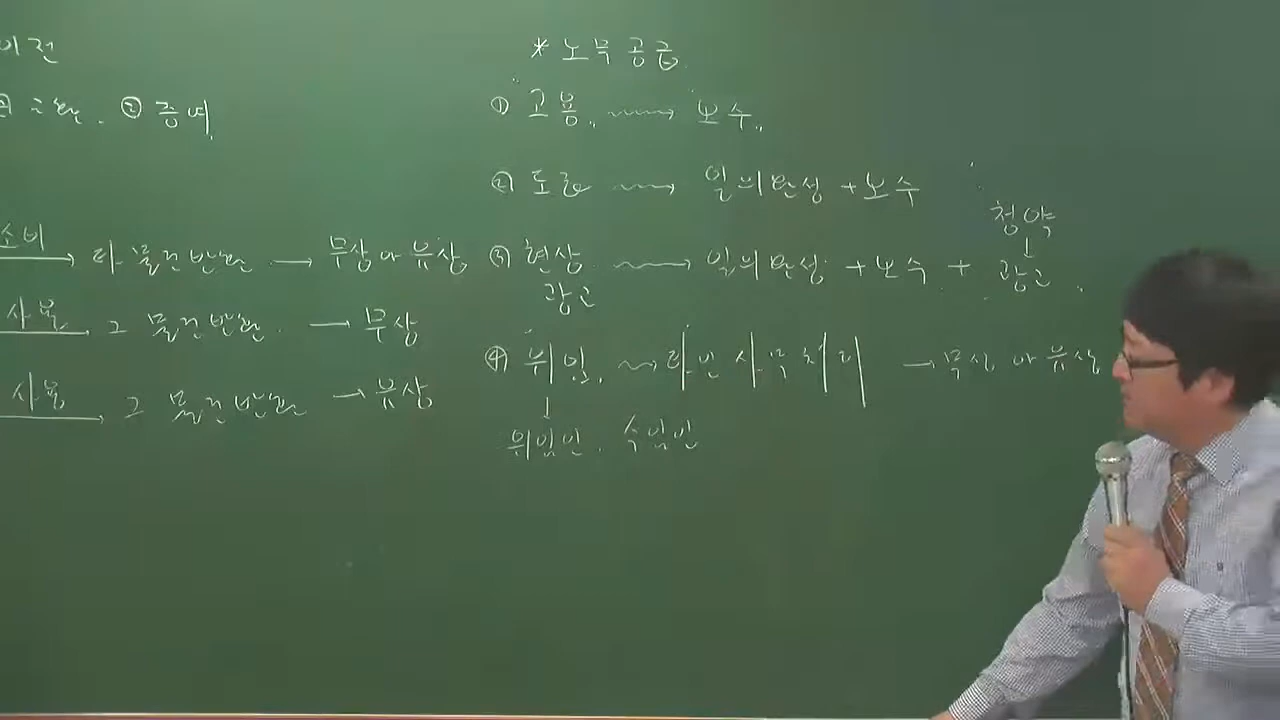 이전
교환. ② 증여
소비 → 타 물건반환 → 무상 or 유상
사용 → 그 물건반환 → 무상
사용 → 그 물건반환 → 유상
* 노무공급
① 고용 → 보수
② 도급 → 일의완성 + 보수
③ 현상 광고 → 일의완성 + 보수 + 광고
청약
④ 위임 → 타인 사무 처리 → 무상 or 유상
위임인. 수임인